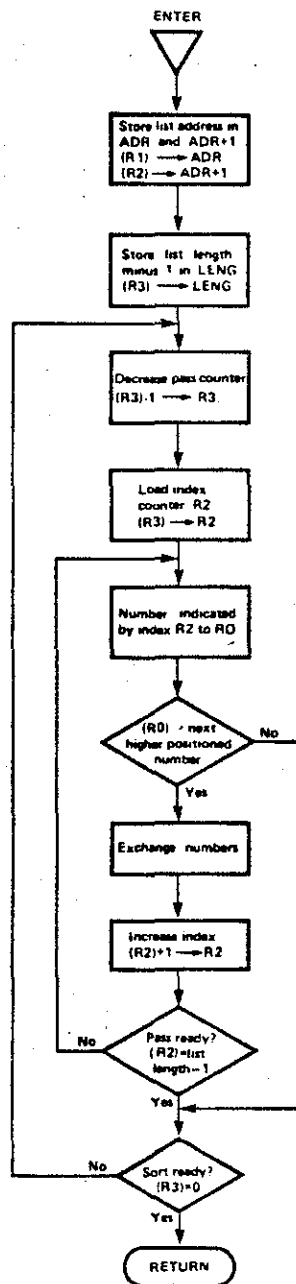 ENTER
Store list address in
ADR and ADR+1
(R1) → ADR
(R2) → ADR+1
Store list length
minus 1 in LENG
(R3) → LENG
Decrease pass counter
(R3)-1 → R3.
Load index
counter R2
(R3) → R2
Number indicated
by index R2 to R0
(R0) > next
higher positioned
number
No
Yes
Exchange numbers
Increase index
(R2)+1 → R2
No
Pass ready?
(R2)=list
length-1
Yes
No
Sort ready?
(R3)=0
Yes
RETURN